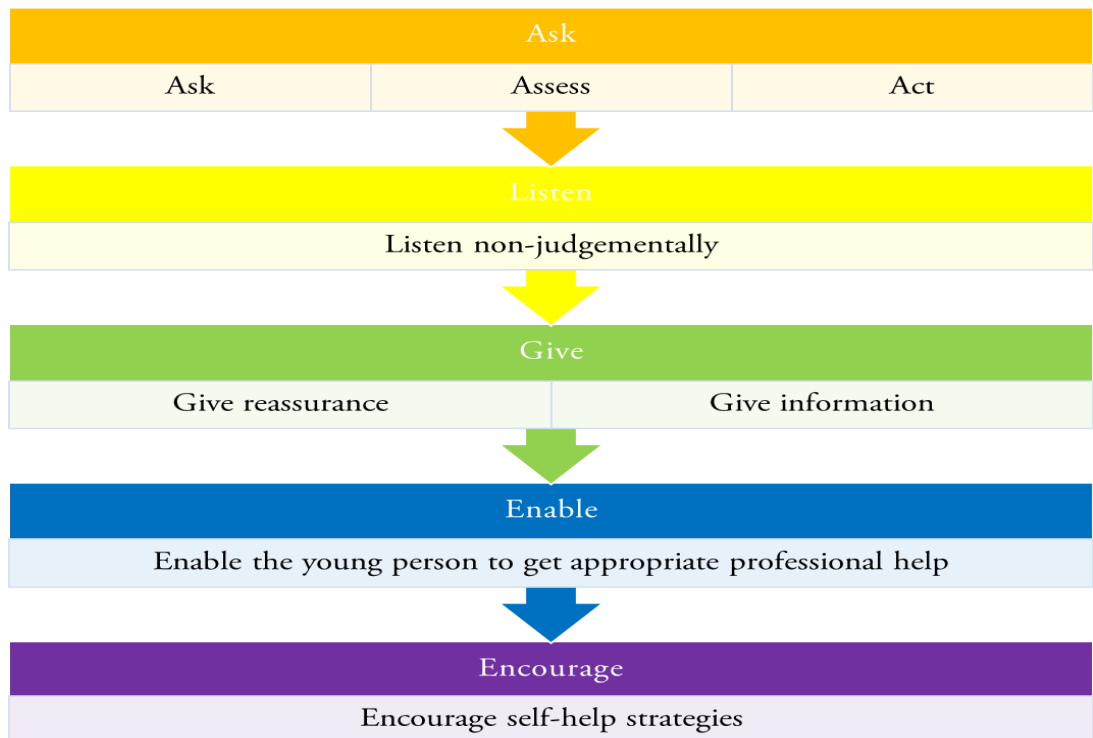 Ask
Ask Assess Act
Listen
Listen non-judgementally
Give
Give reassurance Give information
Enable
Enable the young person to get appropriate professional help
Encourage
Encourage self-help strategies